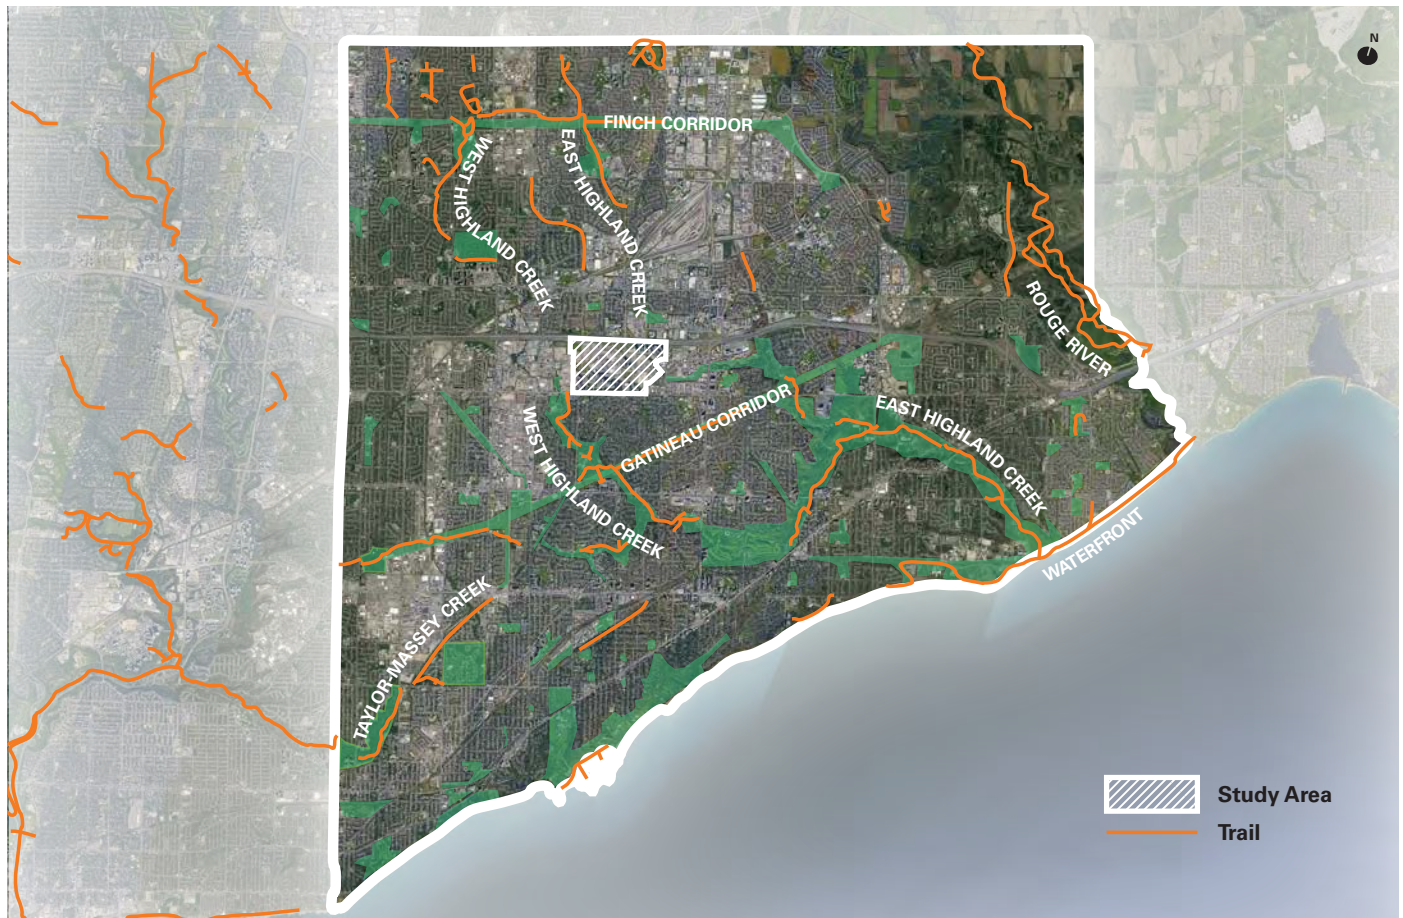 N
FINCH CORRIDOR
WEST HIGHLAND CREEK
EAST HIGHLAND CREEK
ROUGE RIVER
GATINEAU CORRIDOR
EAST HIGHLAND CREEK
WEST HIGHLAND CREEK
WATERFRONT
TAYLOR-MASSEY CREEK
Study Area
Trail